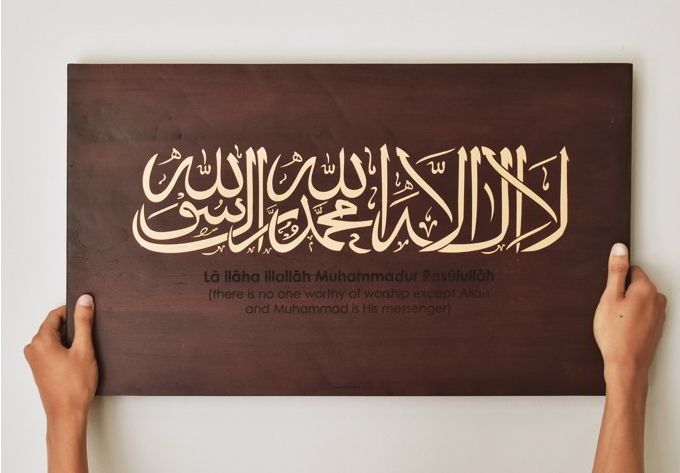 لا إله إلا الله محمد رسول الله
Lā ilāha illallāh Muhammadur Rasūlullāh
(there is no one worthy of worship except Allah
and Muhammad is His messenger)